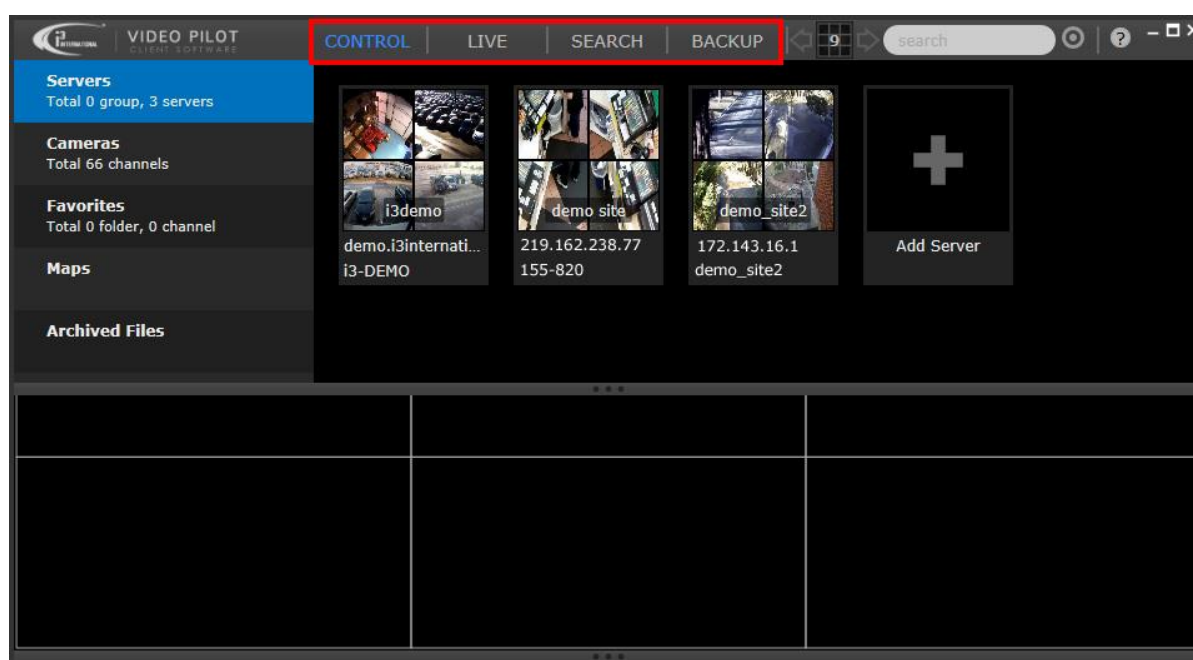 i3 INTERNATIONAL
VIDEO PILOT
CLIENT SOFTWARE
CONTROL LIVE SEARCH BACKUP 9 search ?
Servers
Total 0 group, 3 servers
Cameras
Total 66 channels
Favorites
Total 0 folder, 0 channel
Maps
Archived Files
i3demo
demo.i3internati...
i3-DEMO
demo site
219.162.238.77
155-820
demo_site2
172.143.16.1
demo_site2
Add Server